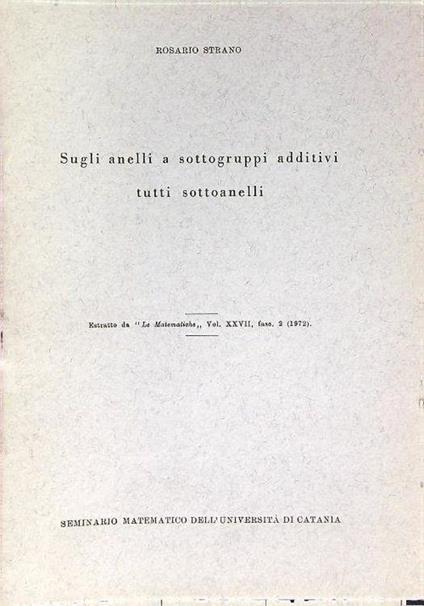 ROSARIO STRANO
Sugli anelli a sottogruppi additivi
tutti sottoanelli
Estratto da "Le Matematiche„, Vol. XXVII, fasc. 2 (1972).
SEMINARIO MATEMATICO DELL'UNIVERSITÀ DI CATANIA